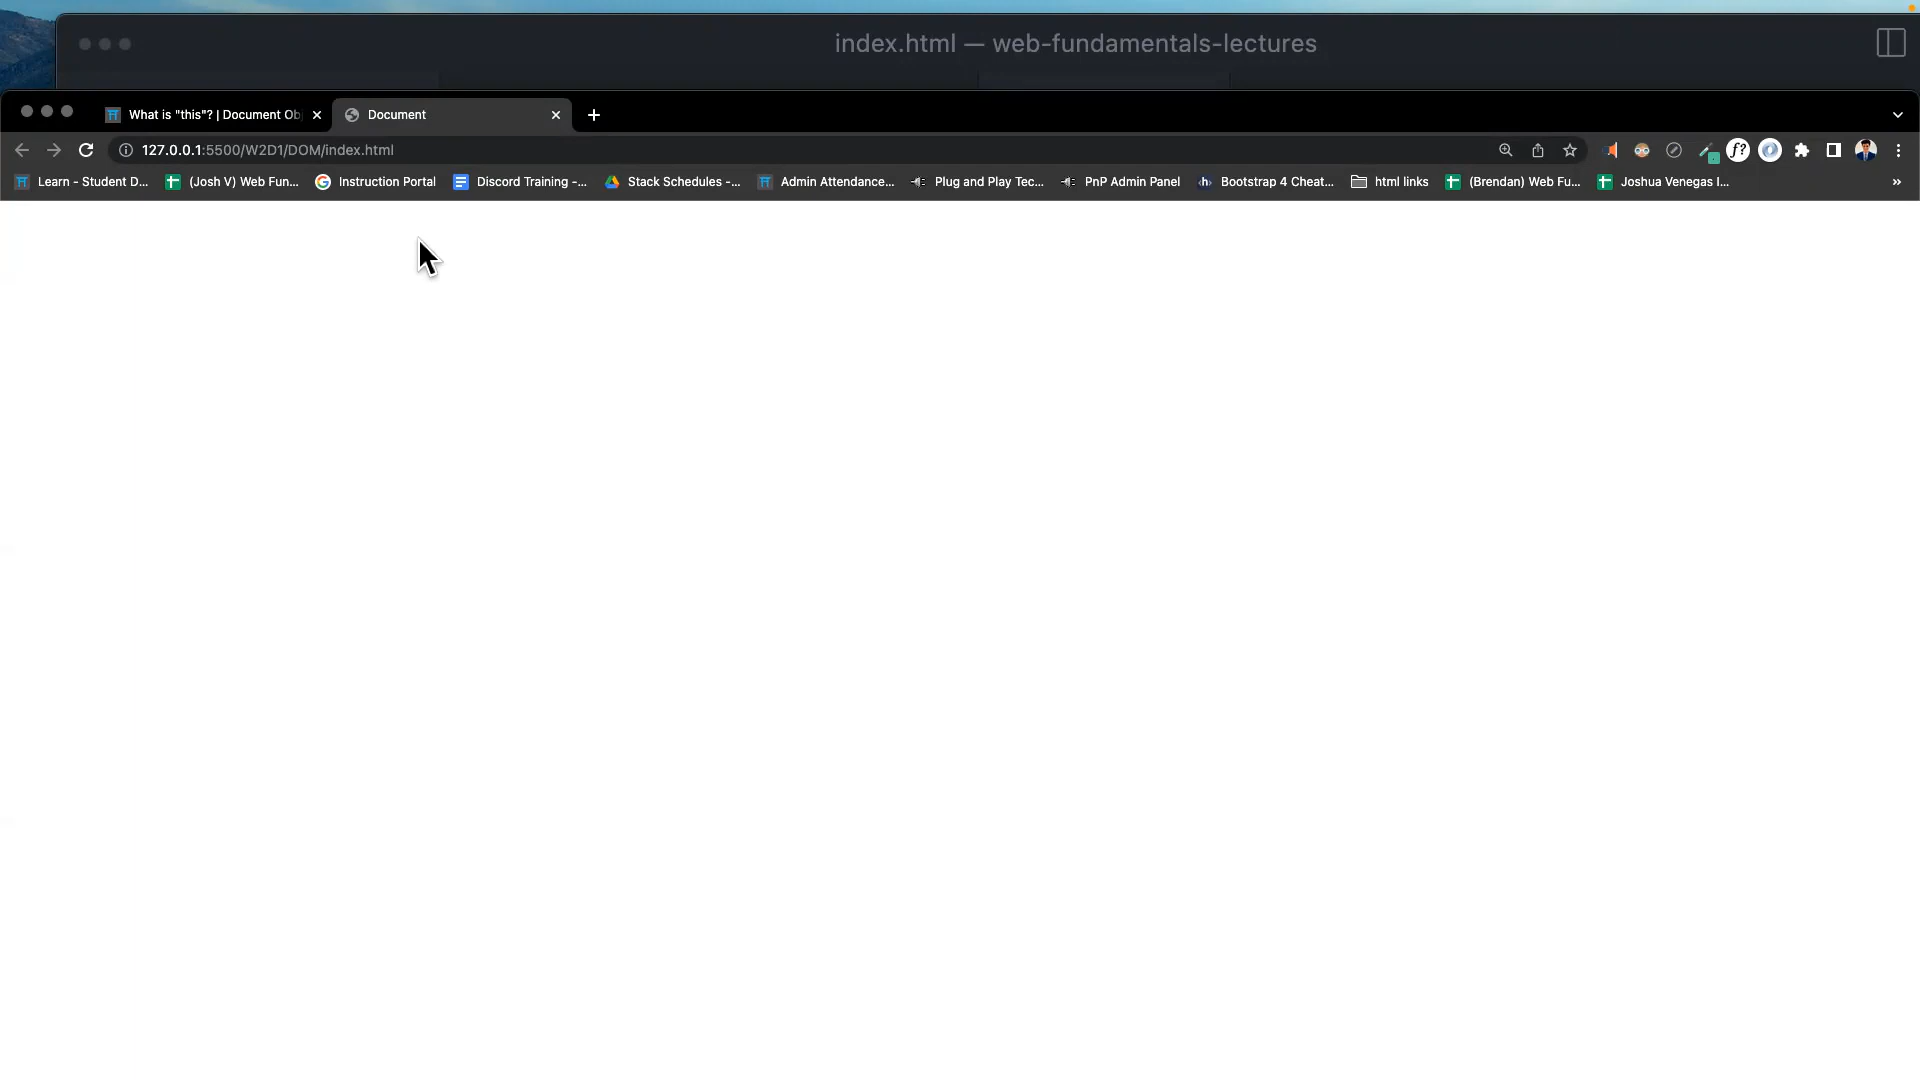 index.html — web-fundamentals-lectures
What is "this"? | Document Ob
Document
127.0.0.1:5500/W2D1/DOM/index.html
Learn - Student D...
(Josh V) Web Fun...
Instruction Portal
Discord Training -...
Stack Schedules -...
Admin Attendance...
Plug and Play Tec...
PnP Admin Panel
Bootstrap 4 Cheat...
html links
(Brendan) Web Fu...
Joshua Venegas I...